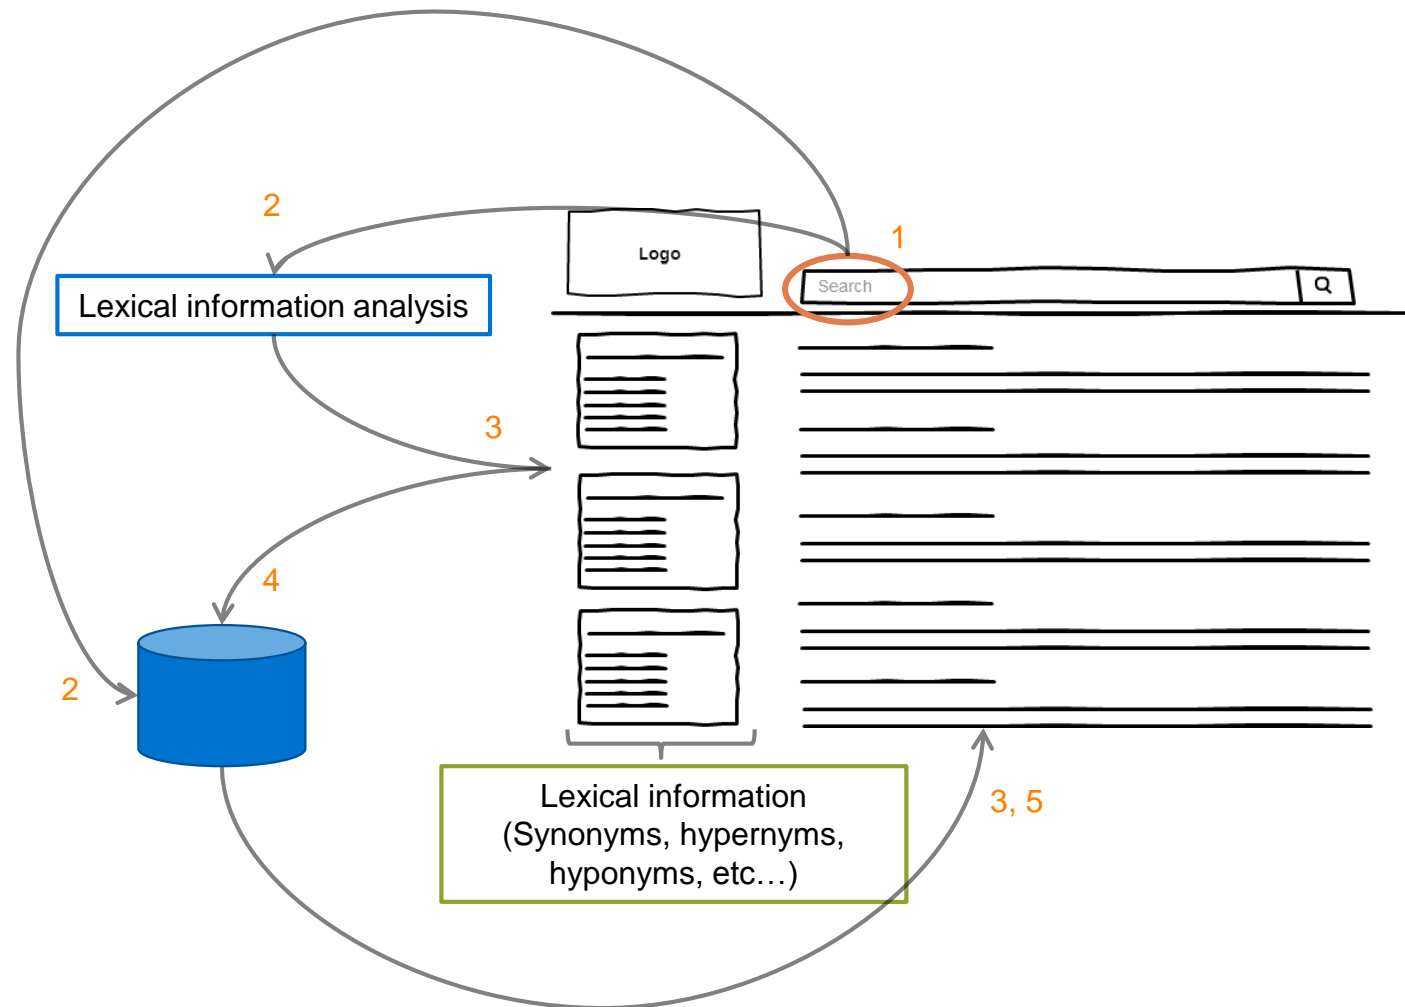 2
1
Logo
Search
Lexical information analysis
3
4
2
Lexical information
(Synonyms, hypernyms,
hyponyms, etc…)
3, 5